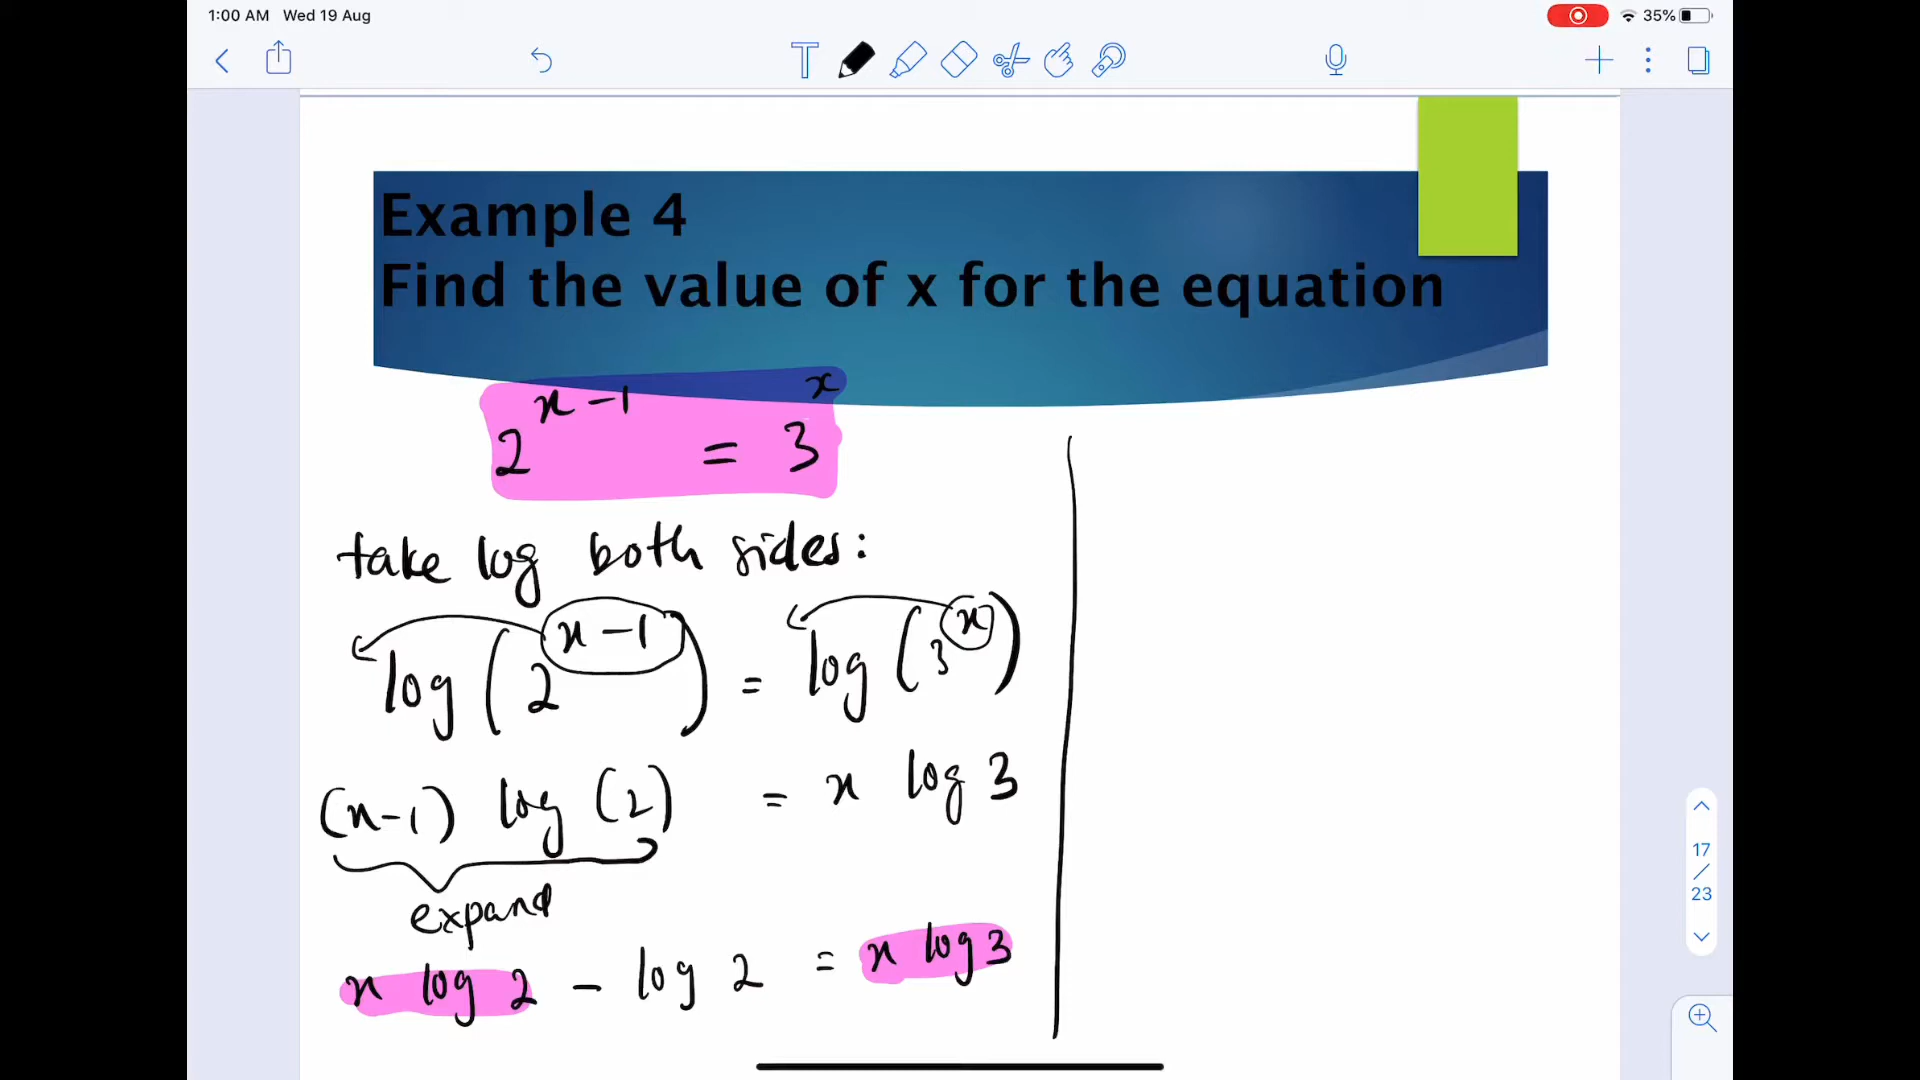 1:00 AM Wed 19 Aug
35%
T
Example 4
Find the value of x for the equation
2^{x-1} = 3^x
take log both sides:
log (2^{x-1}) = log (3^x)
(x-1) log (2) = x log 3
expand
x log 2 - log 2 = x log 3
17
/
23